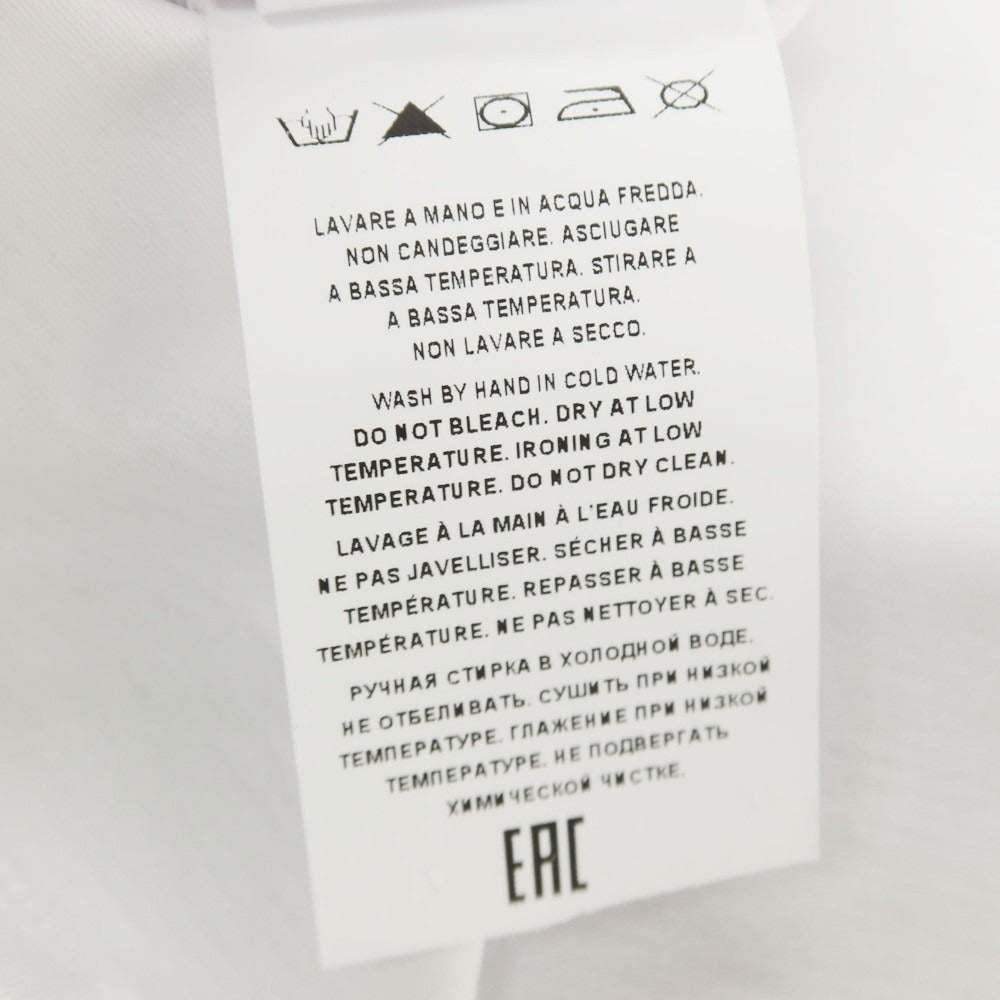 LAVARE A MANO E IN ACQUA FREDDA.
NON CANDEGGIARE. ASCIUGARE
A BASSA TEMPERATURA. STIRARE A
A BASSA TEMPERATURA.
NON LAVARE A SECCO.
WASH BY HAND IN COLD WATER.
DO NOT BLEACH. DRY AT LOW
TEMPERATURE. IRONING AT LOW
TEMPERATURE. DO NOT DRY CLEAN.
LAVAGE À LA MAIN À L'EAU FROIDE.
NE PAS JAVELLISER. SÉCHER À BASSE
TEMPÉRATURE. REPASSER À BASSE
TEMPÉRATURE. NE PAS NETTOYER À SEC.
РУЧНАЯ СТИРКА В ХОЛОДНОЙ ВОДЕ.
НЕ ОТБЕЛИВАТЬ. СУШИТЬ ПРИ НИЗКОЙ
ТЕМПЕРАТУРЕ. ГЛАЖЕНИЕ ПРИ НИЗКОЙ
ТЕМПЕРАТУРЕ. НЕ ПОДВЕРГАТЬ
ХИМИЧЕСКОЙ ЧИСТКЕ.
EAC